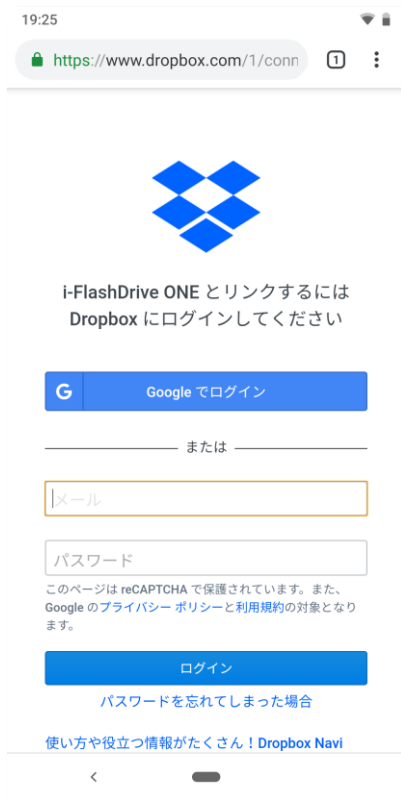 19:25
https://www.dropbox.com/1/conn
1
i-FlashDrive ONE とリンクするには
Dropbox にログインしてください
G
Google でログイン
または
メール
パスワード
このページは reCAPTCHA で保護されています。また、
Google のプライバシー ポリシーと利用規約の対象となり
ます。
ログイン
パスワードを忘れてしまった場合
使い方や役立つ情報がたくさん！Dropbox Navi